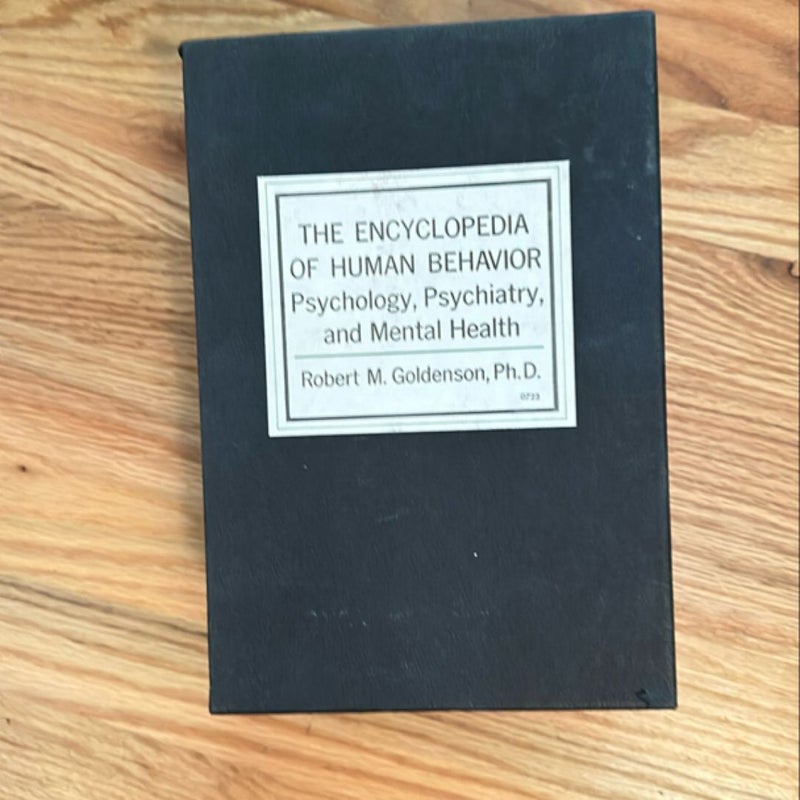 THE ENCYCLOPEDIA
OF HUMAN BEHAVIOR
Psychology, Psychiatry,
and Mental Health
Robert M. Goldenson, Ph.D.
0723